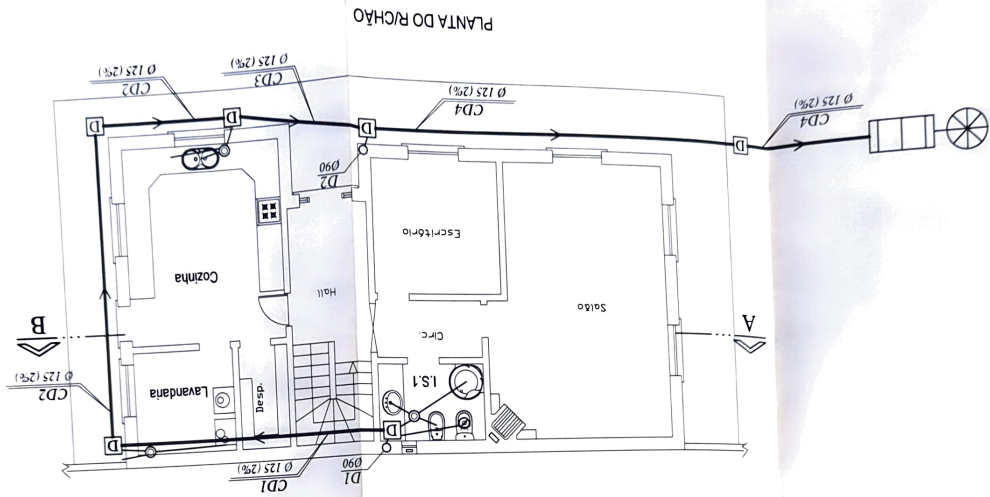 D1
Ø90
CD1
Ø 125 (2%)
D
D
I.S.1
Desp.
Lavandaria
CD2
Ø 125 (2%)
A
B
Circ.
Salão
Hall
Cozinha
Escritório
D2
Ø90
D
D
D
D
CD4
Ø 125 (2%)
CD4
Ø 125 (2%)
CD3
Ø 125 (2%)
CD2
Ø 125 (2%)
PLANTA DO R/CHÃO